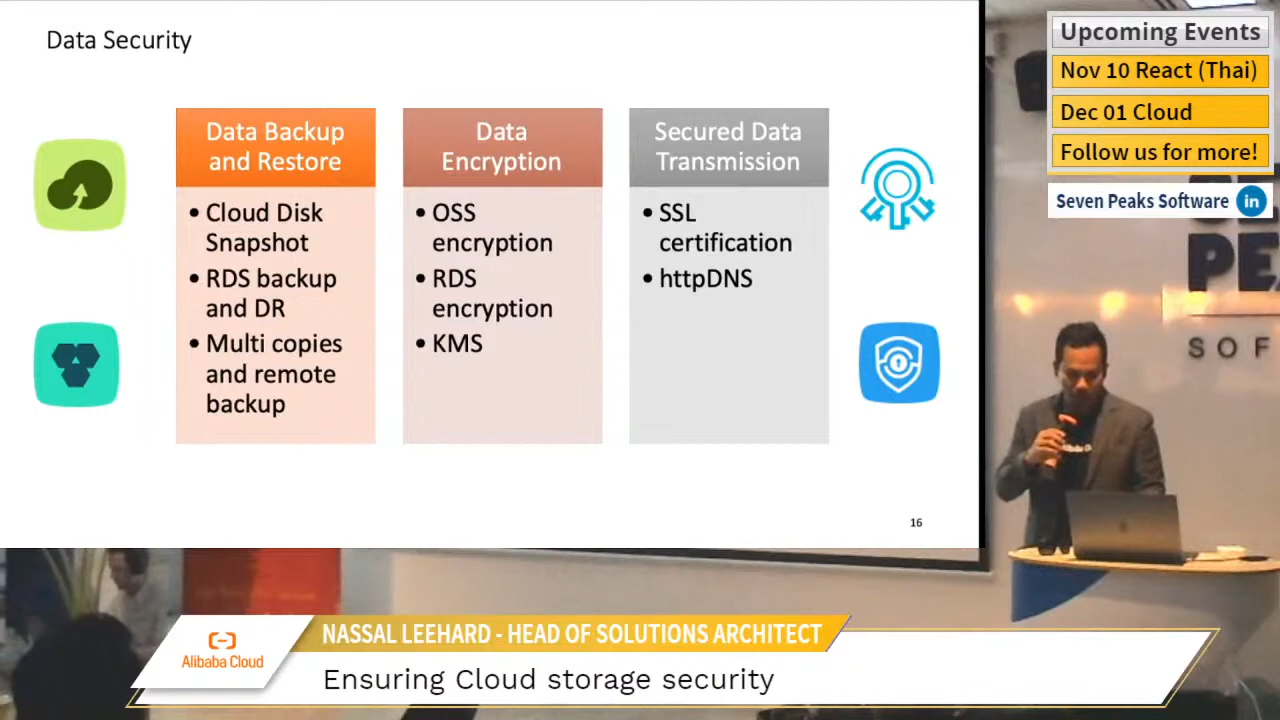 Data Security
Data Backup
and Restore
• Cloud Disk
Snapshot
• RDS backup
and DR
• Multi copies
and remote
backup
Data
Encryption
• OSS
encryption
• RDS
encryption
• KMS
Secured Data
Transmission
• SSL
certification
• httpDNS
16
Upcoming Events
Nov 10 React (Thai)
Dec 01 Cloud
Follow us for more!
Seven Peaks Software in
PE
SOF
Alibaba Cloud
NASSAL LEEHARD - HEAD OF SOLUTIONS ARCHITECT
Ensuring Cloud storage security